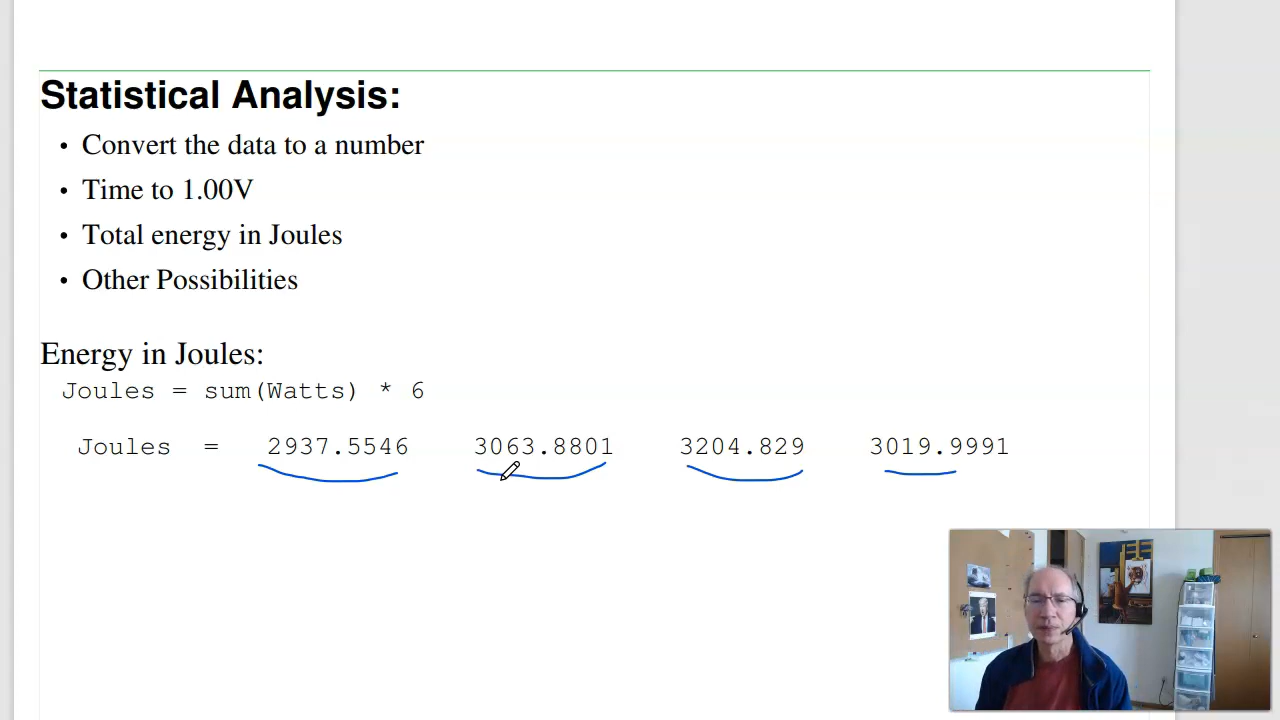 Statistical Analysis:
• Convert the data to a number
• Time to 1.00V
• Total energy in Joules
• Other Possibilities
Energy in Joules:
Joules = sum(Watts) * 6
Joules = 2937.5546 3063.8801 3204.829 3019.9991